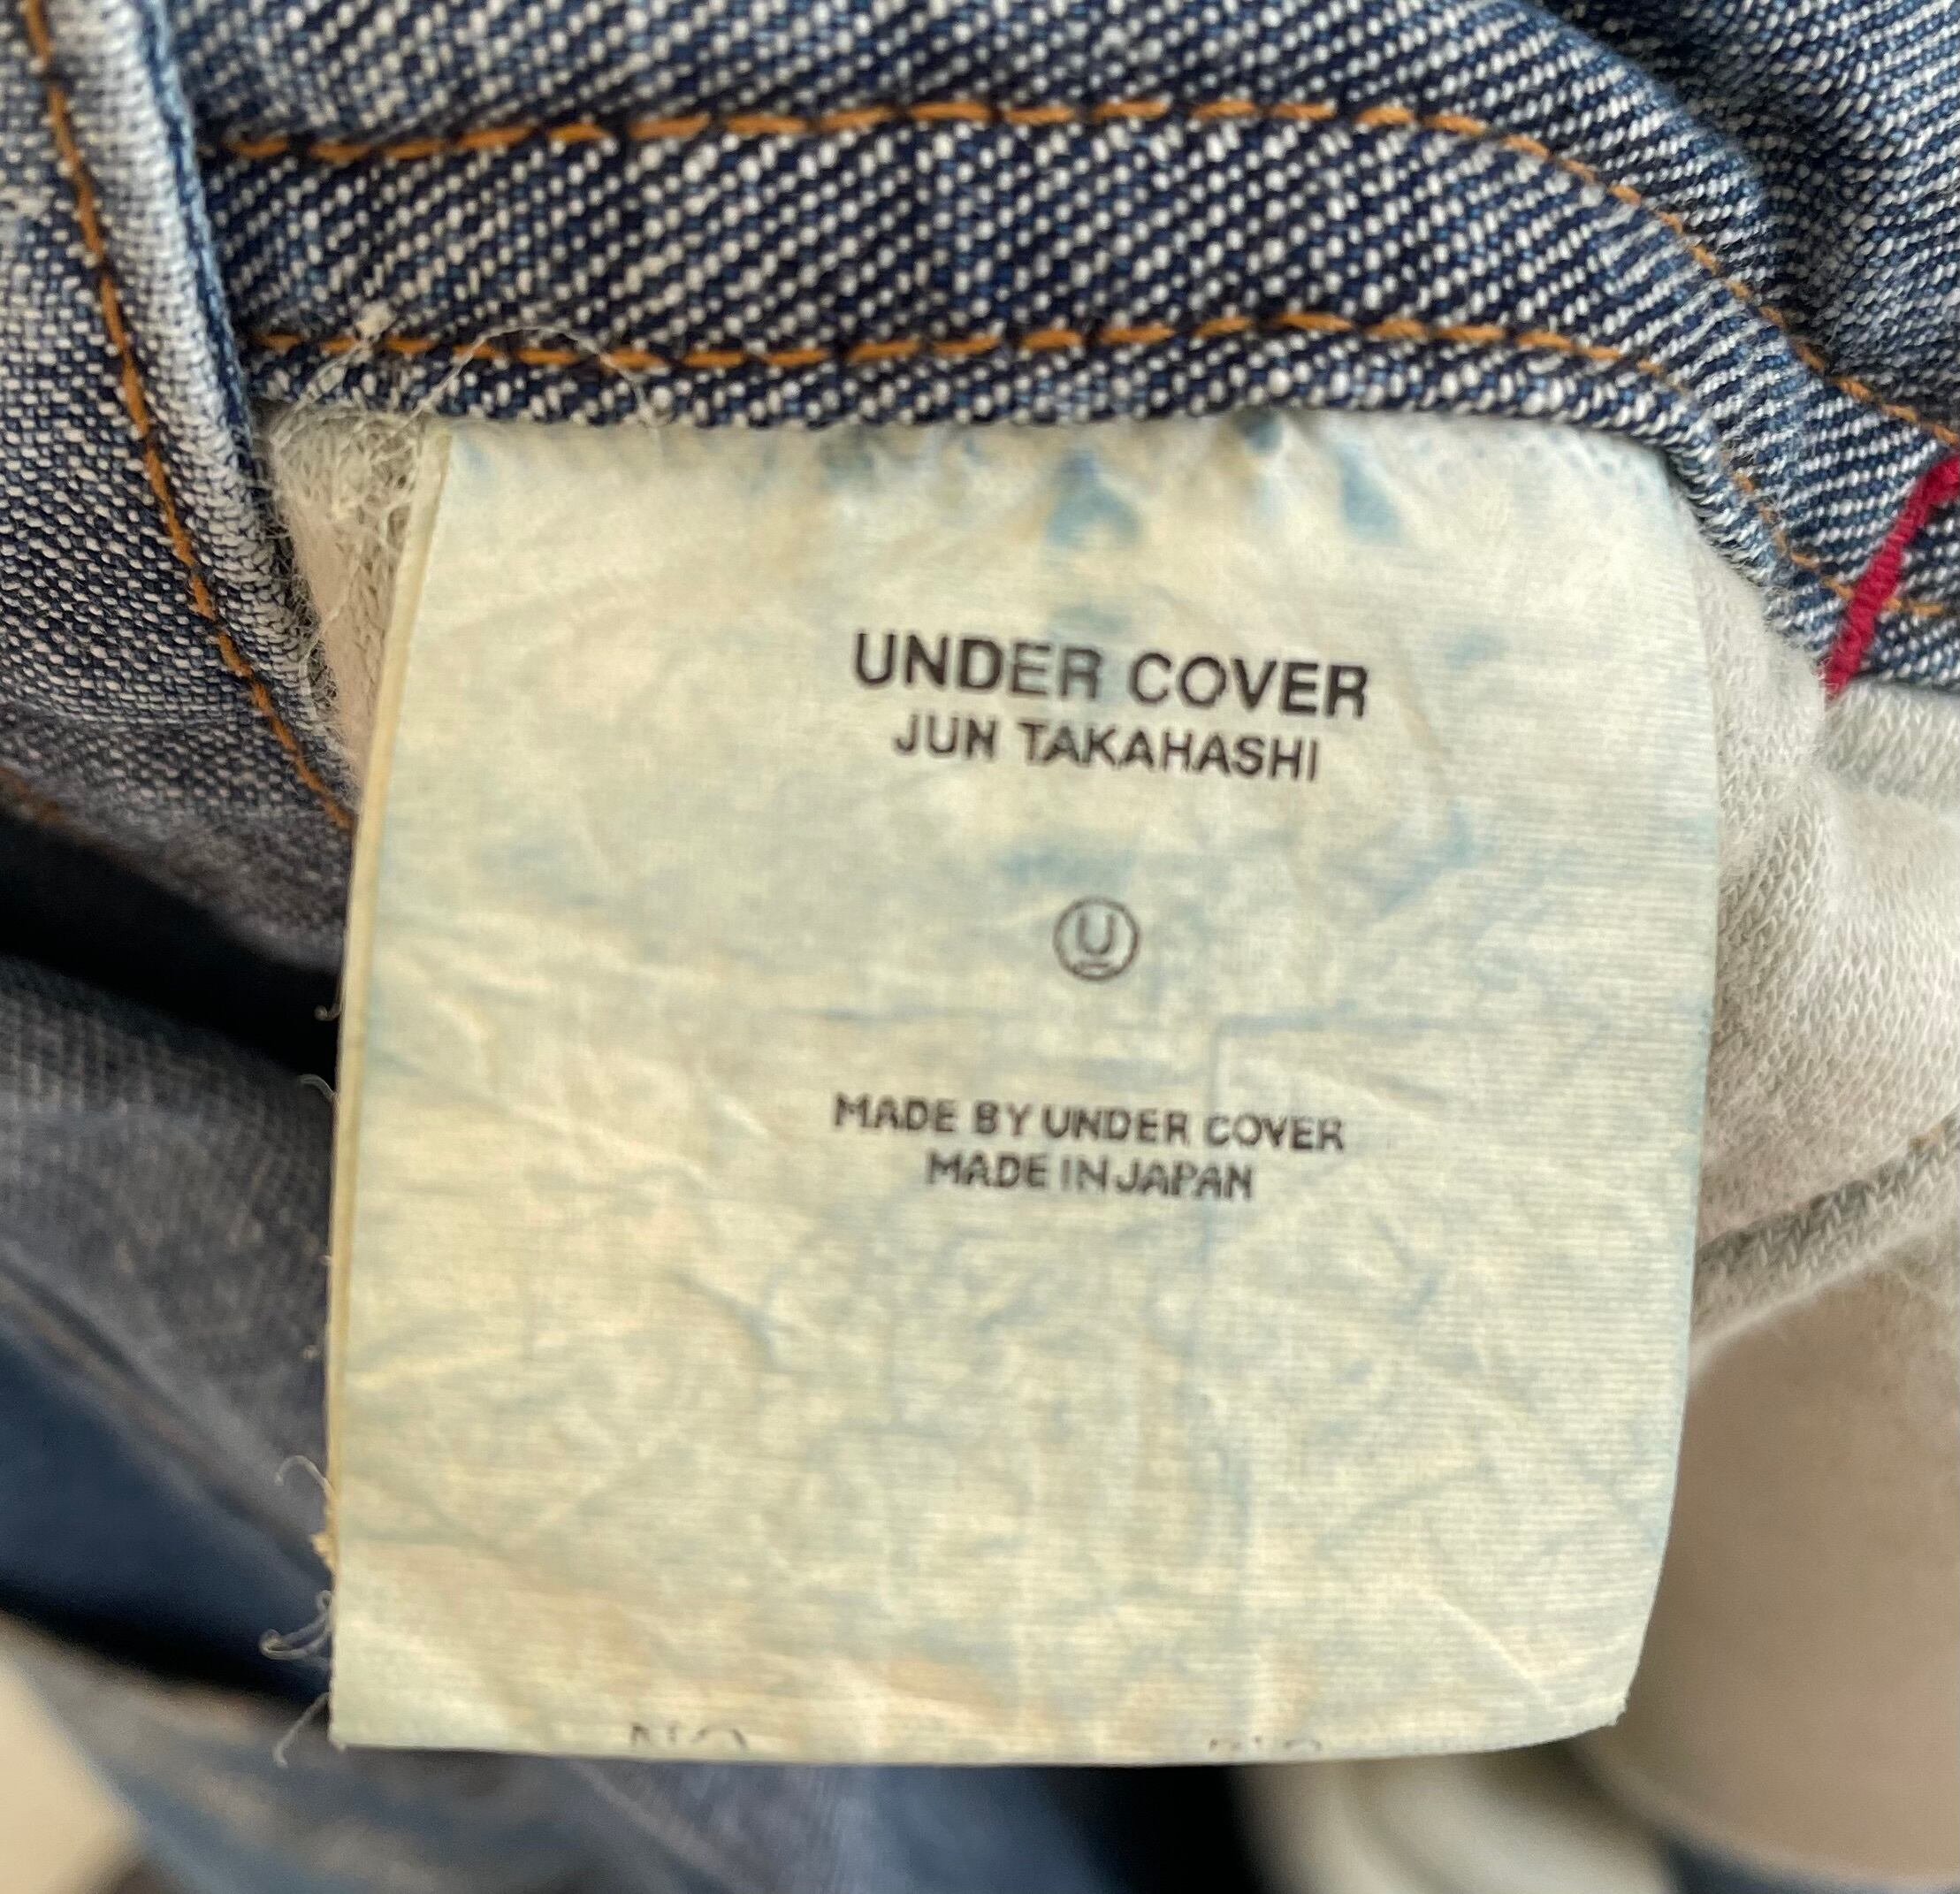 UNDER COVER
JUN TAKAHASHI
U
MADE BY UNDER COVER
MADE IN JAPAN